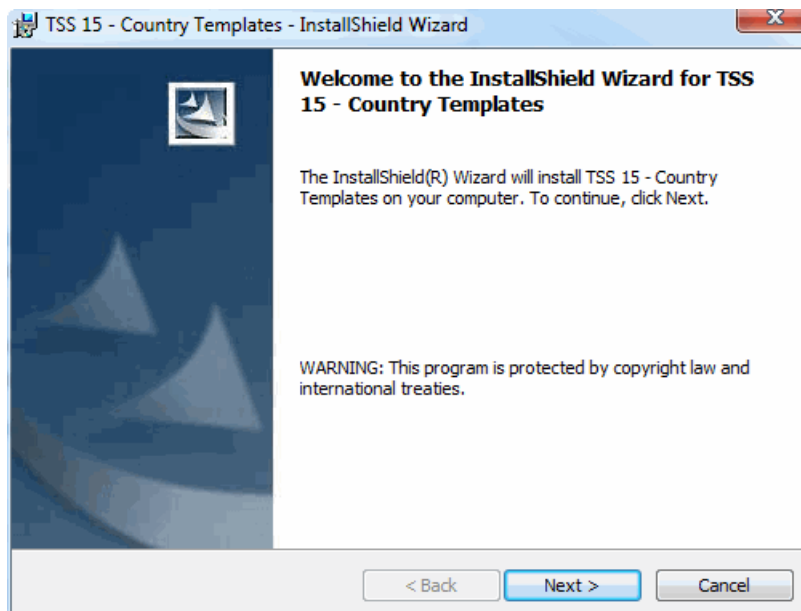 TSS 15 - Country Templates - InstallShield Wizard
X
Welcome to the InstallShield Wizard for TSS
15 - Country Templates
The InstallShield(R) Wizard will install TSS 15 - Country
Templates on your computer. To continue, click Next.
WARNING: This program is protected by copyright law and
international treaties.
< Back
Next >
Cancel